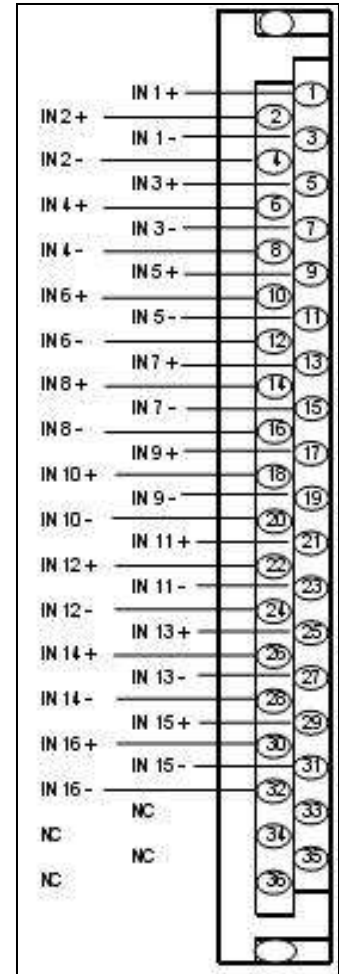 IN 1 + 1
IN 2 + 2
IN 1 - 3
IN 2 - 4
IN 3 + 5
IN 4 + 6
IN 3 - 7
IN 4 - 8
IN 5 + 9
IN 6 + 10
IN 5 - 11
IN 6 - 12
IN 7 + 13
IN 8 + 14
IN 7 - 15
IN 8 - 16
IN 9 + 17
IN 10 + 18
IN 9 - 19
IN 10 - 20
IN 11 + 21
IN 12 + 22
IN 11 - 23
IN 12 - 24
IN 13 + 25
IN 14 + 26
IN 13 - 27
IN 14 - 28
IN 15 + 29
IN 16 + 30
IN 15 - 31
IN 16 - 32
NC 33
NC 34
NC 35
NC 36